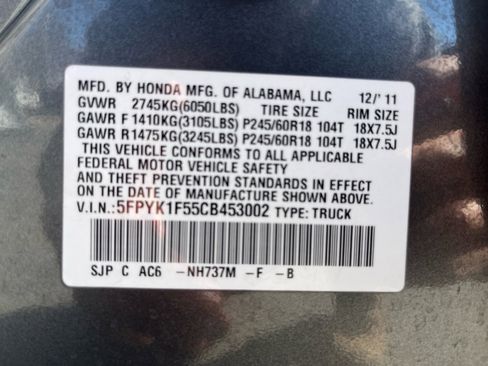 MFD. BY HONDA MFG. OF ALABAMA, LLC 12/' 11
GVWR 2745KG(6050LBS) TIRE SIZE RIM SIZE
GAWR F 1410KG(3105LBS) P245/60R18 104T 18X7.5J
GAWR R1475KG(3245LBS) P245/60R18 104T 18X7.5J
THIS VEHICLE CONFORMS TO ALL APPLICABLE
FEDERAL MOTOR VEHICLE SAFETY
AND THEFT PREVENTION STANDARDS IN EFFECT
ON THE DATE OF MANUFACTURE SHOWN ABOVE.
V.I.N.:5FPYK1F55CB453002 TYPE: TRUCK
SJP C AC6 -NH737M -F -B